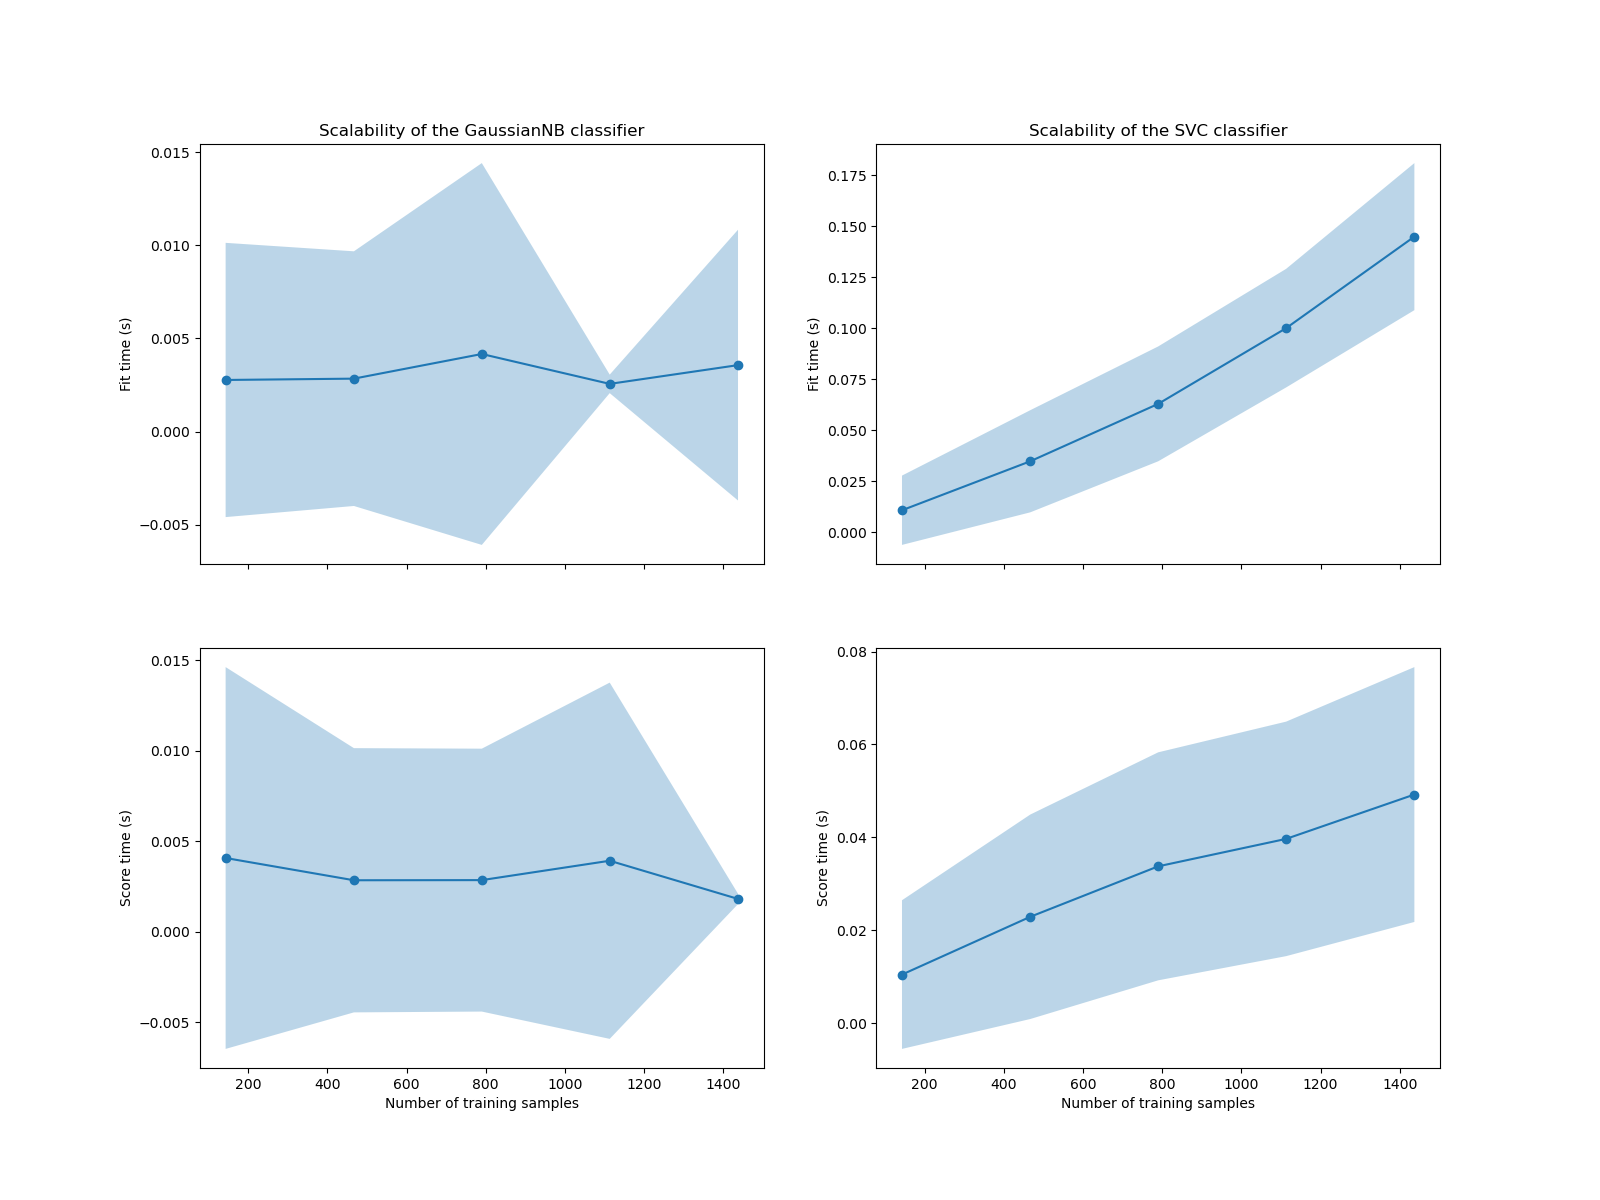 Scalability of the GaussianNB classifier
0.015
0.010
0.005
0.000
−0.005
Fit time (s)
Scalability of the SVC classifier
0.175
0.150
0.125
0.100
0.075
0.050
0.025
0.000
Fit time (s)
0.015
0.010
0.005
0.000
−0.005
Score time (s)
200 400 600 800 1000 1200 1400
Number of training samples
0.08
0.06
0.04
0.02
0.00
Score time (s)
200 400 600 800 1000 1200 1400
Number of training samples